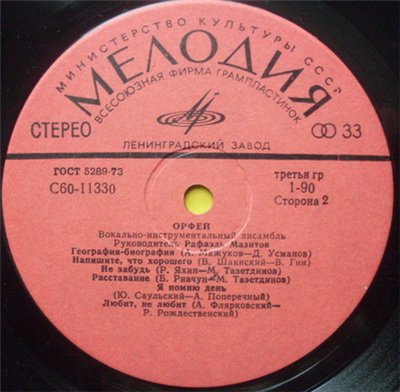 МИНИСТЕРСТВО КУЛЬТУРЫ СССР
МЕЛОДИЯ
ВСЕСОЮЗНАЯ ФИРМА ГРАМПЛАСТИНОК
СТЕРЕО
33
ЛЕНИНГРАДСКИЙ ЗАВОД
ГОСТ 5289-73
третья гр
С60-11330
1-90
Сторона 2
ОРФЕЙ
Вокально-инструментальный ансамбль
Руководитель Рафаэль Мазитов
География-биография (А. Мажуков—Д. Усманов)
Напишите, что хорошего (В. Шаинский—В. Гин)
Не забудь (Р. Яхин—М. Тазетдинов)
Расставание (Б. Ривчун—М. Тазетдинов)
Я помню день
(Ю. Саульский—А. Поперечный)
Любит, не любит (А. Флярковский—
Р. Рождественский)